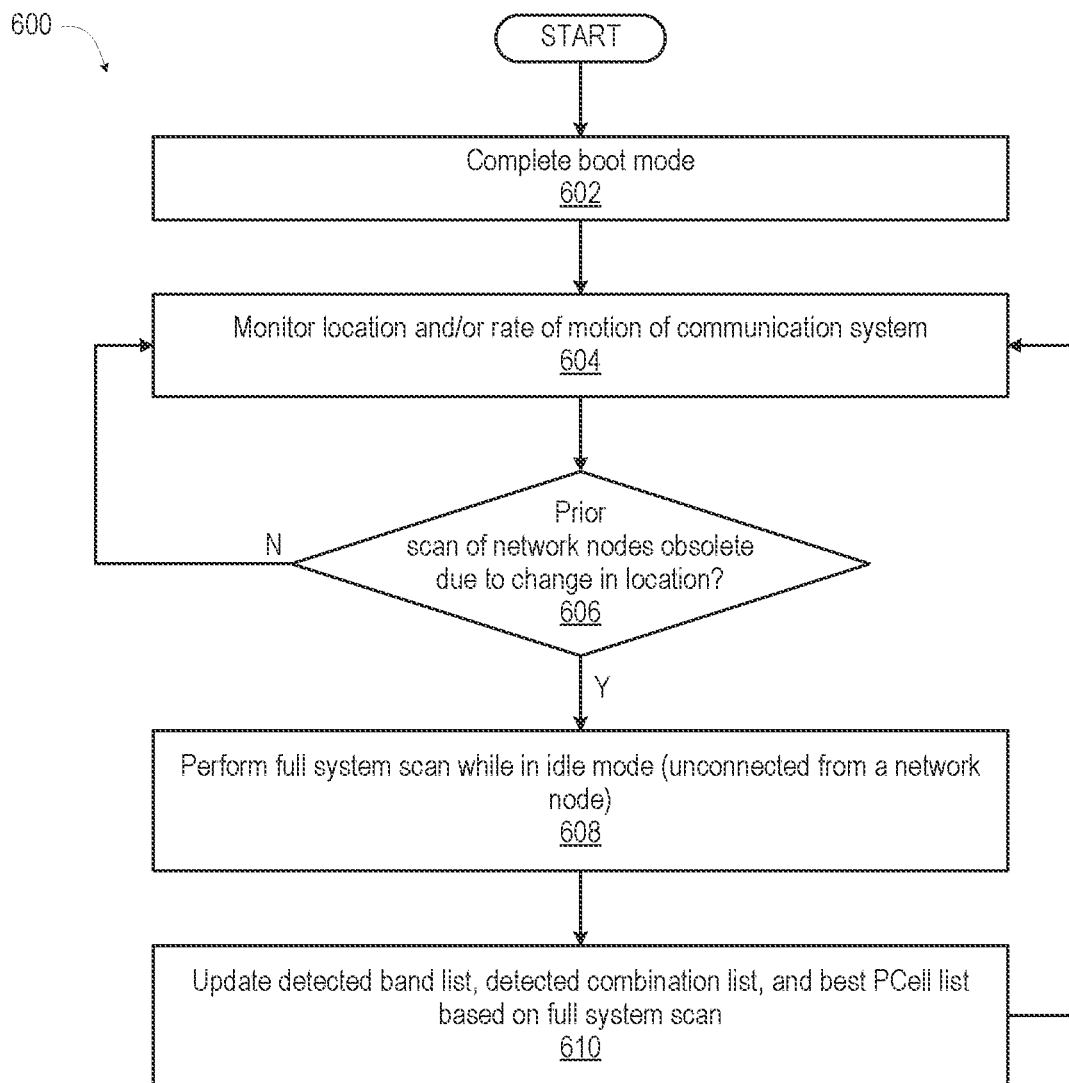 600
START
Complete boot mode
602
Monitor location and/or rate of motion of communication system
604
Prior
scan of network nodes obsolete
due to change in location?
606
N
Y
Perform full system scan while in idle mode (unconnected from a network
node)
608
Update detected band list, detected combination list, and best PCell list
based on full system scan
610